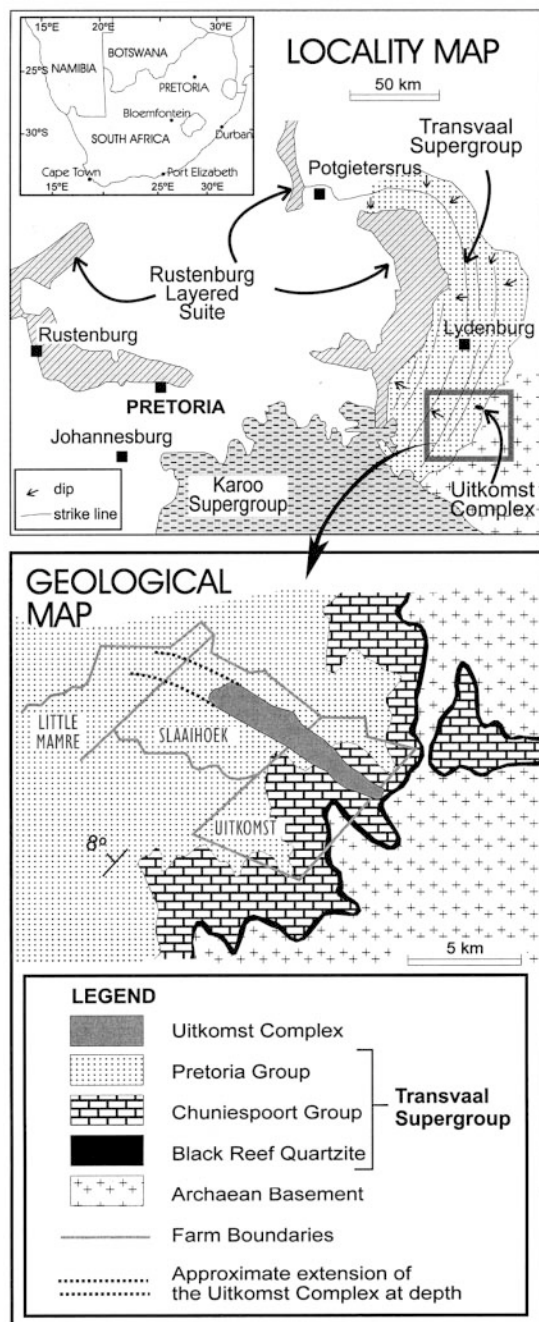 15°E
20°E
25°E
30°E
BOTSWANA
NAMIBIA
-25°S
PRETORIA
Bloemfontein
-30°S
SOUTH AFRICA
Durban
Cape Town
Port Elizabeth
15°E
20°E
25°E
30°E
LOCALITY MAP
50 km
Transvaal
Supergroup
Potgietersrus
Rustenburg
Layered
Suite
Rustenburg
Lydenburg
PRETORIA
Johannesburg
Karoo
Supergroup
Uitkomst
Complex
dip
strike line
GEOLOGICAL
MAP
LITTLE
MAMRE
SLAAIHOEK
UITKOMST
8°
5 km
LEGEND
Uitkomst Complex
Pretoria Group
Chuniespoort Group
Black Reef Quartzite
Transvaal
Supergroup
Archaean Basement
Farm Boundaries
Approximate extension of
the Uitkomst Complex at depth